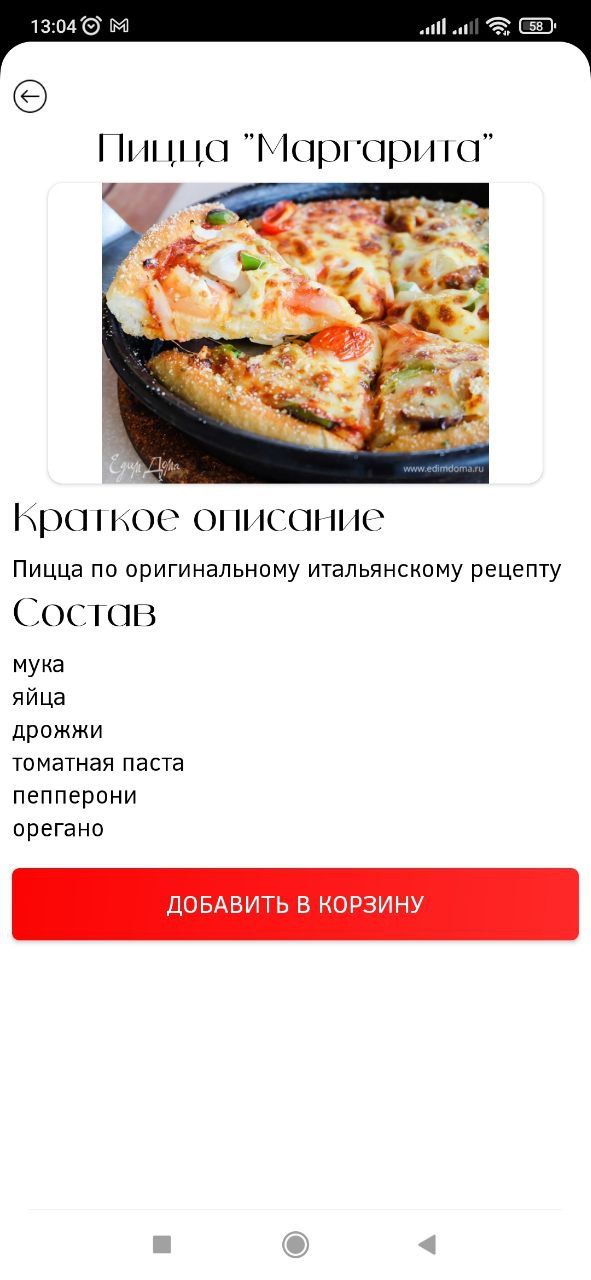 13:04
58
Пицца "Маргарита"
Едим Дома
www.edimdoma.ru
Краткое описание
Пицца по оригинальному итальянскому рецепту
Состав
мука
яйца
дрожжи
томатная паста
пепперони
орегано
ДОБАВИТЬ В КОРЗИНУ